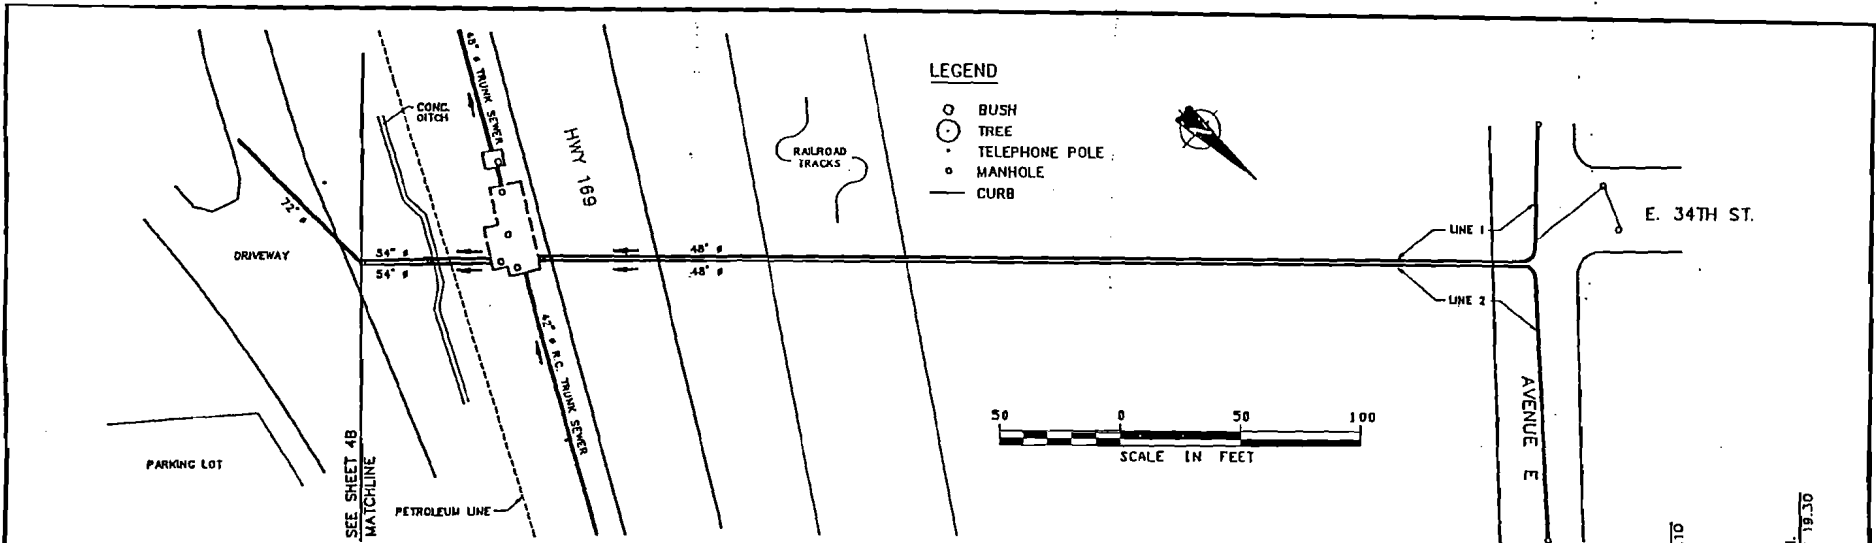 48" ø TRUNK SEWER
CONC.
DITCH
HWY 169
RAILROAD
TRACKS
LEGEND
BUSH
TREE
TELEPHONE POLE
MANHOLE
CURB
E. 34TH ST.
LINE 1
LINE 2
72" ø
DRIVEWAY
54" ø
54" ø
48" ø
48" ø
42" ø R.C. TRUNK SEWER
AVENUE E
50 0 50 100
SCALE IN FEET
PARKING LOT
SEE SHEET 4B
MATCHLINE
PETROLEUM LINE
19.30